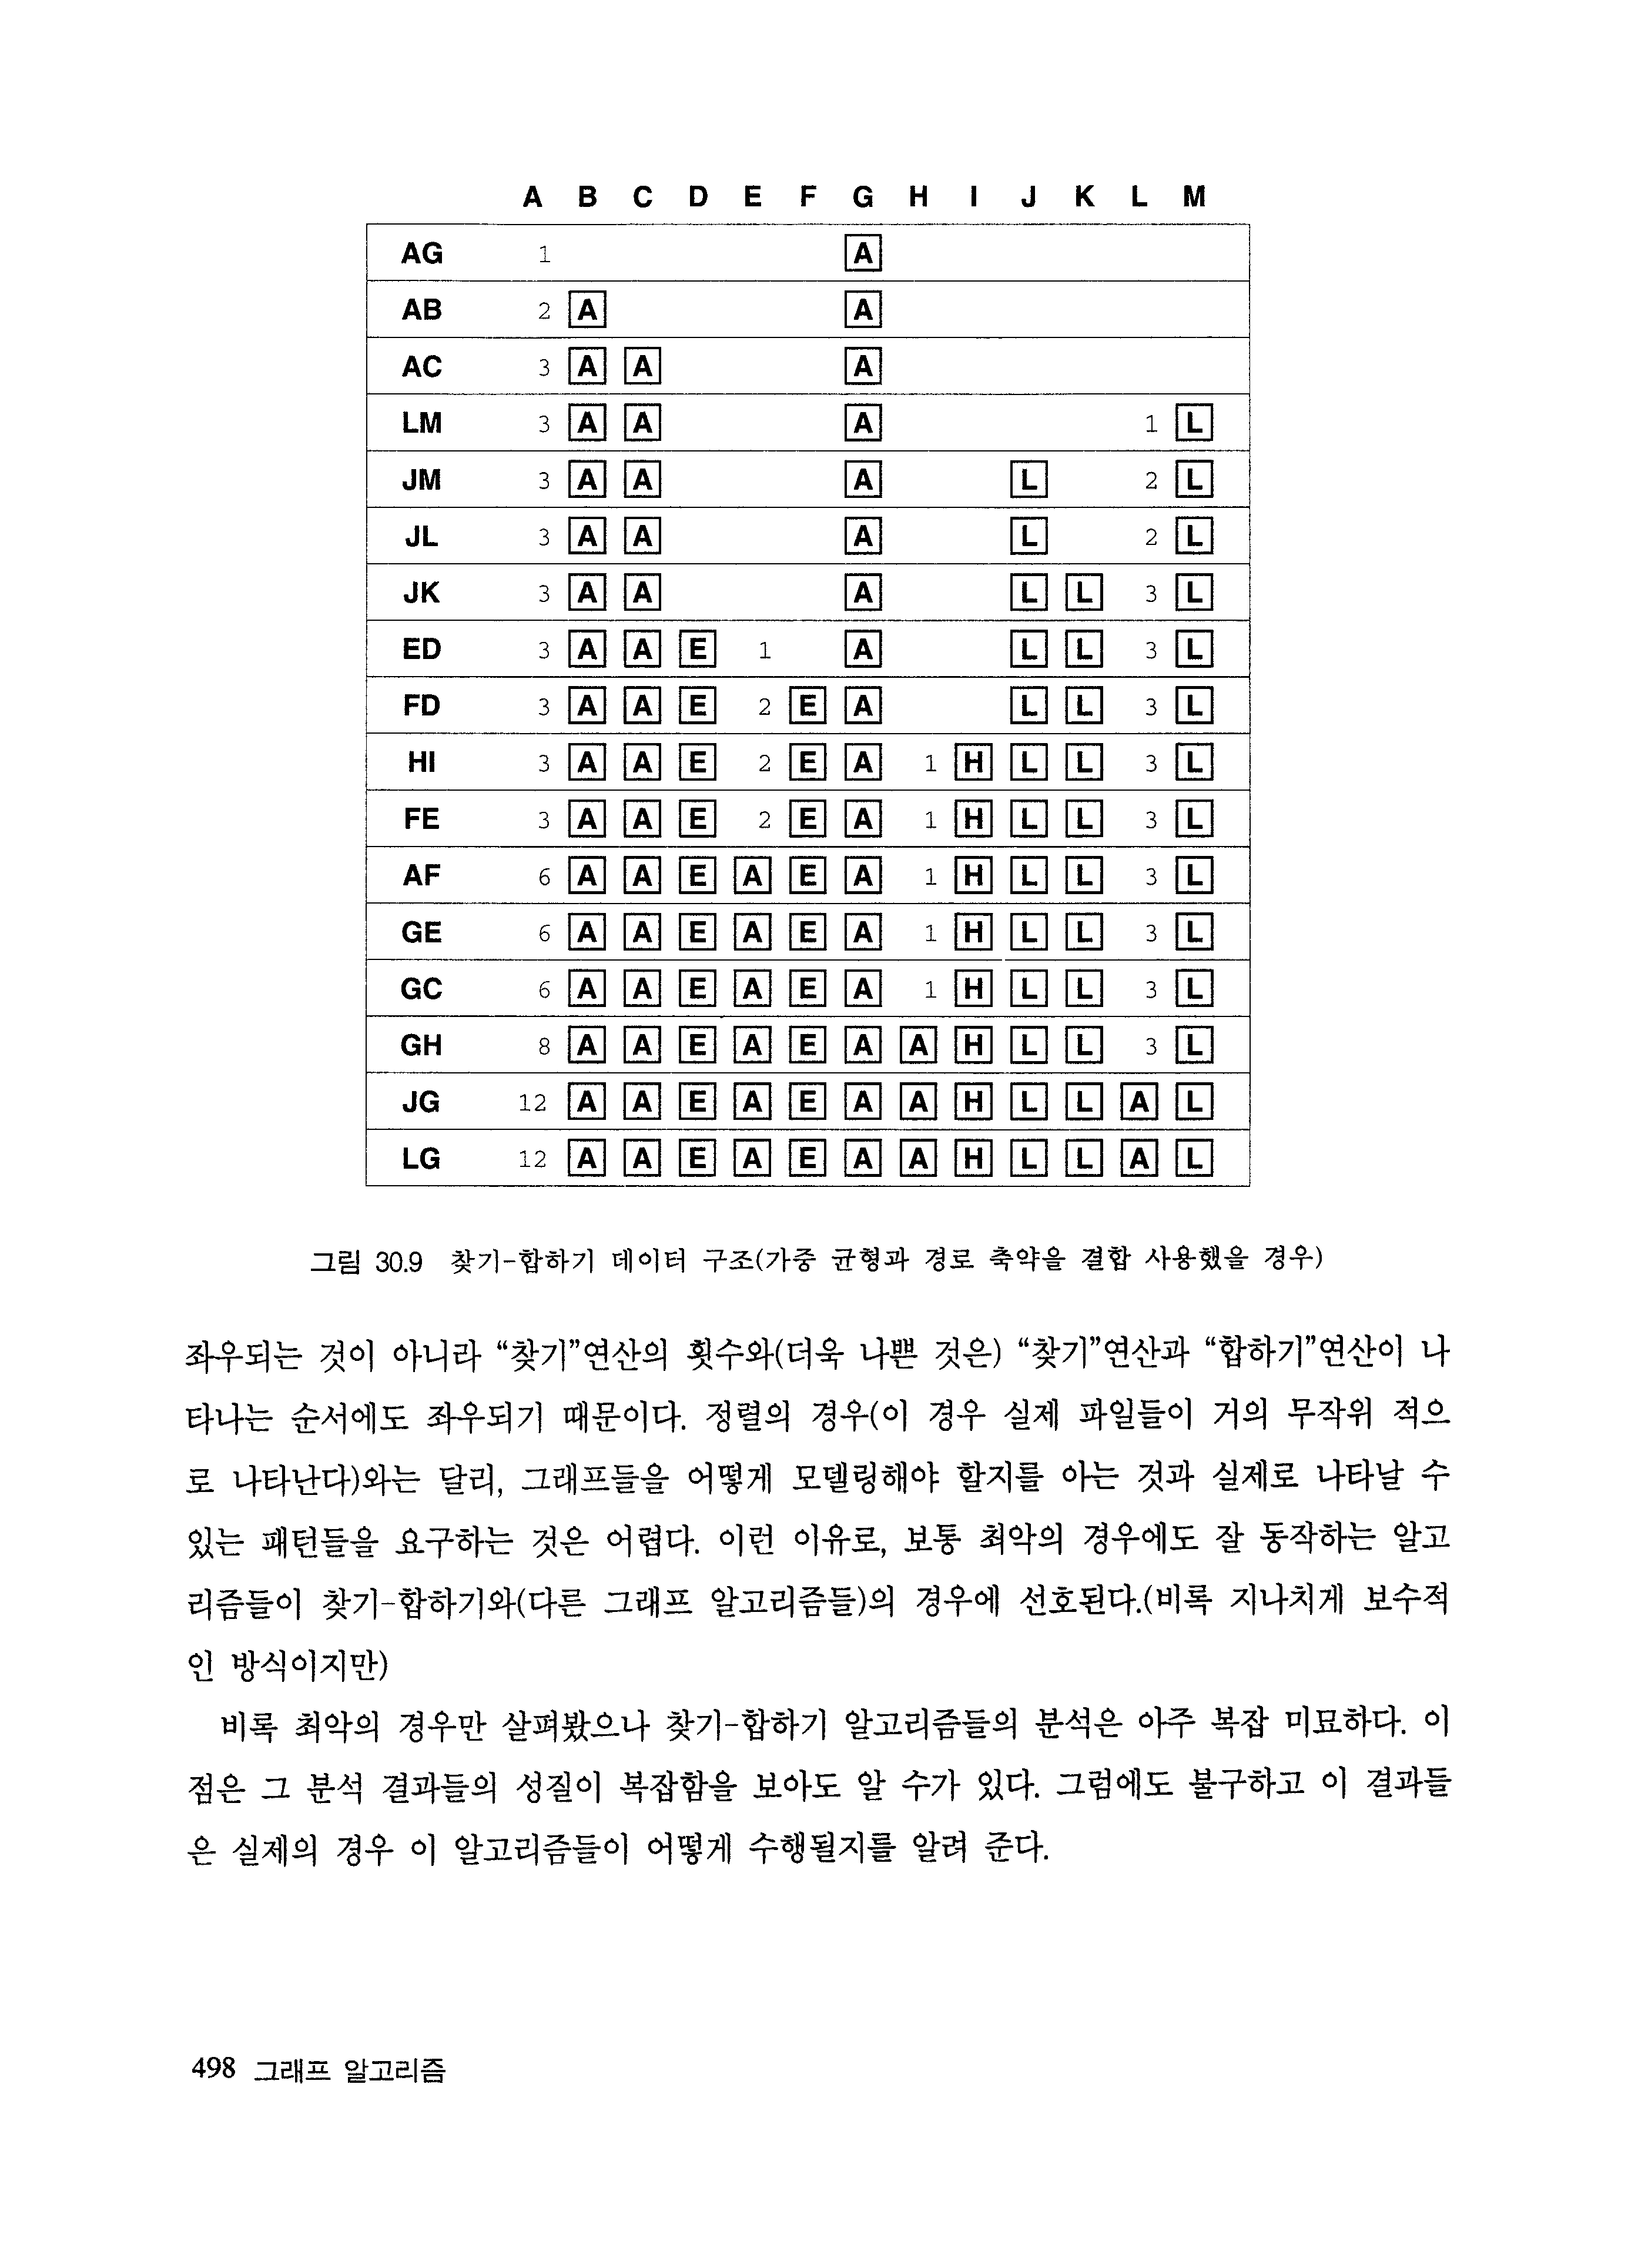 A B C D E F G H I J K L M
AG 1 A
AB 2 A A
AC 3 A A A
LM 3 A A A 1 L
JM 3 A A A L 2 L
JL 3 A A A L 2 L
JK 3 A A A L L 3 L
ED 3 A A E 1 A L L 3 L
FD 3 A A E 2 E A L L 3 L
HI 3 A A E 2 E A 1 H L L 3 L
FE 3 A A E 2 E A 1 H L L 3 L
AF 6 A A E A E A 1 H L L 3 L
GE 6 A A E A E A 1 H L L 3 L
GC 6 A A E A E A 1 H L L 3 L
GH 8 A A E A E A A H L L 3 L
JG 12 A A E A E A A H L L A L
LG 12 A A E A E A A H L L A L
그림 30.9 찾기-합하기 데이터 구조(가중 균형과 경로 축약을 결합 사용했을 경우)
좌우되는 것이 아니라 “찾기”연산의 횟수와(더욱 나쁜 것은) “찾기”연산과 “합하기”연산이 나
타나는 순서에도 좌우되기 때문이다. 정렬의 경우(이 경우 실제 파일들이 거의 무작위 적으
로 나타난다)와는 달리, 그래프들을 어떻게 모델링해야 할지를 아는 것과 실제로 나타날 수
있는 패턴들을 요구하는 것은 어렵다. 이런 이유로, 보통 최악의 경우에도 잘 동작하는 알고
리즘들이 찾기-합하기와(다른 그래프 알고리즘들)의 경우에 선호된다.(비록 지나치게 보수적
인 방식이지만)
비록 최악의 경우만 살펴봤으나 찾기-합하기 알고리즘들의 분석은 아주 복잡 미묘하다. 이
점은 그 분석 결과들의 성질이 복잡함을 보아도 알 수가 있다. 그럼에도 불구하고 이 결과들
은 실제의 경우 이 알고리즘들이 어떻게 수행될지를 알려 준다.
498 그래프 알고리즘